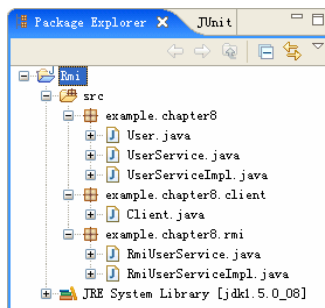 Package Explorer JUnit
Rmi
src
example.chapter8
User.java
UserService.java
UserServiceImpl.java
example.chapter8.client
Client.java
example.chapter8.rmi
RmiUserService.java
RmiUserServiceImpl.java
JRE System Library [jdk1.5.0_08]